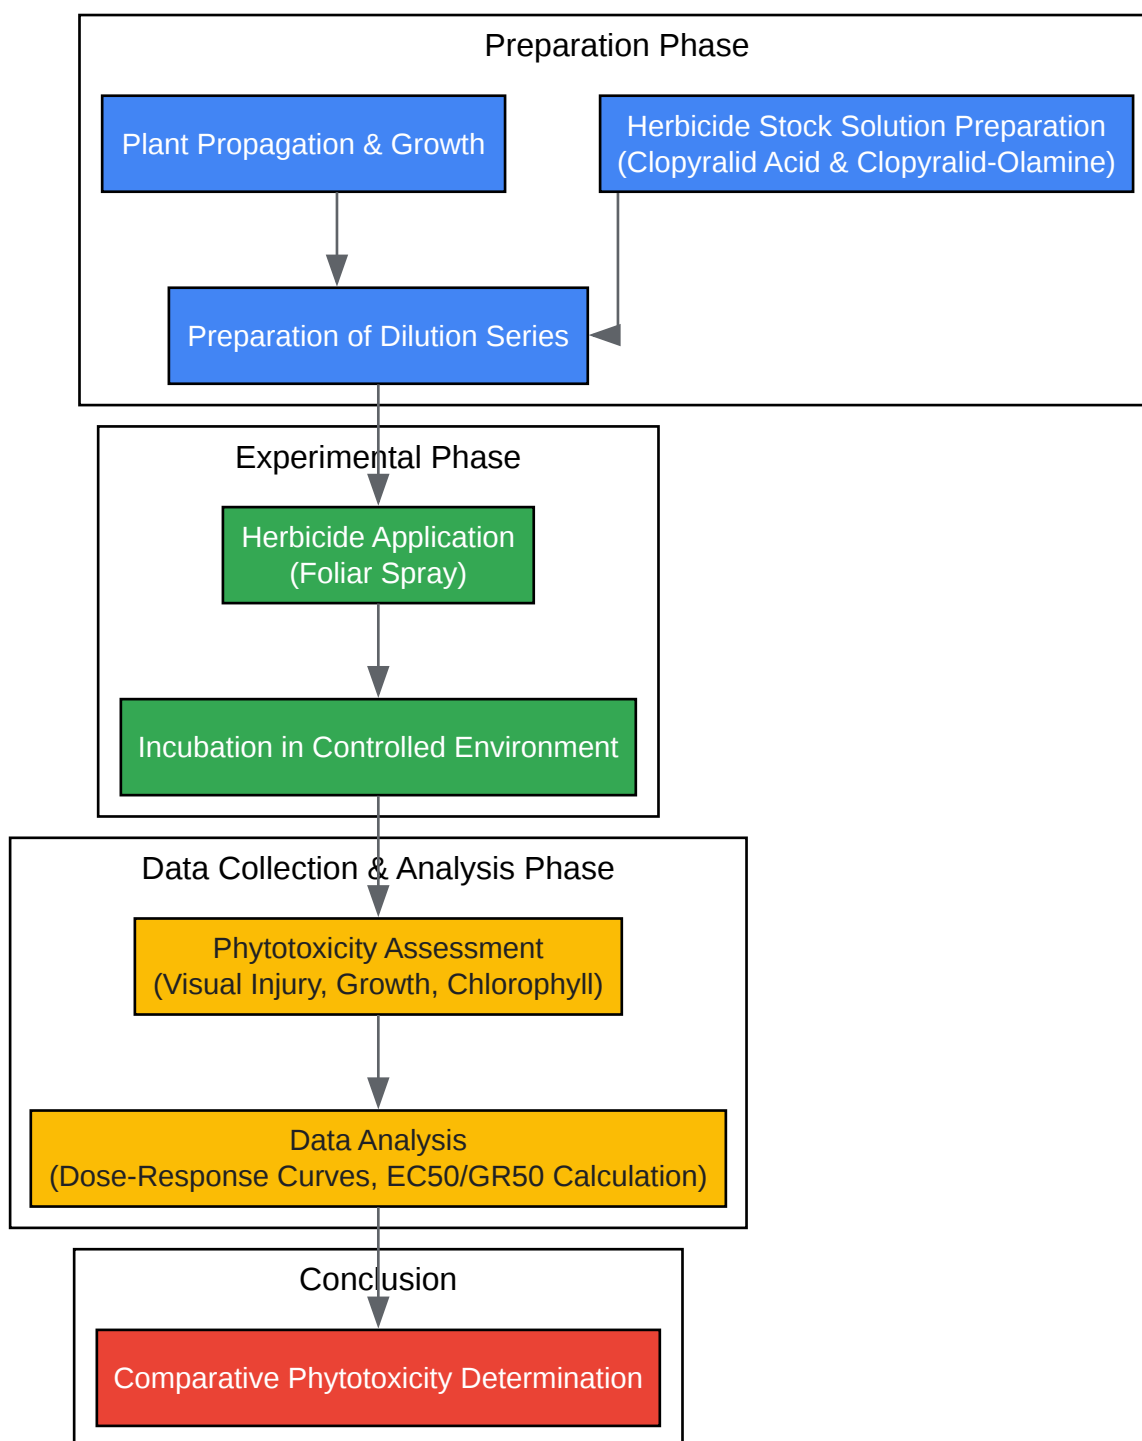 Preparation Phase
Plant Propagation & Growth
Herbicide Stock Solution Preparation
(Clopyralid Acid & Clopyralid-Olamine)
Preparation of Dilution Series
Experimental Phase
Herbicide Application
(Foliar Spray)
Incubation in Controlled Environment
Data Collection & Analysis Phase
Phytotoxicity Assessment
(Visual Injury, Growth, Chlorophyll)
Data Analysis
(Dose-Response Curves, EC50/GR50 Calculation)
Conclusion
Comparative Phytotoxicity Determination